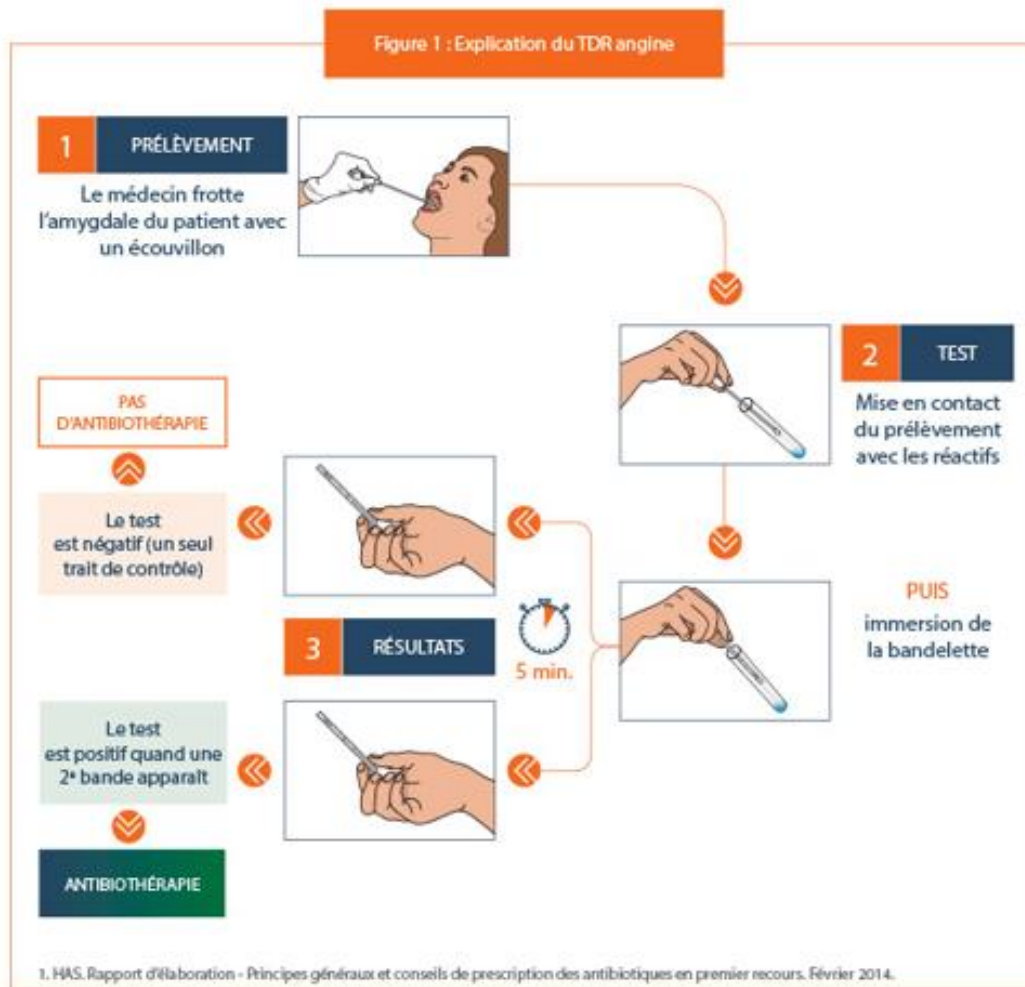 Figure 1 : Explication du TDR angine
1
PRÉLÈVEMENT
Le médecin frotte
l'amygdale du patient avec
un écouvillon
2
TEST
Mise en contact
du prélèvement
avec les réactifs
PUIS
immersion de
la bandelette
5 min.
3
RÉSULTATS
PAS
D'ANTIBIOTHÉRAPIE
Le test
est négatif (un seul
trait de contrôle)
Le test
est positif quand une
2e bande apparaît
ANTIBIOTHÉRAPIE
1. HAS. Rapport d'élaboration - Principes généraux et conseils de prescription des antibiotiques en premier recours. Février 2014.